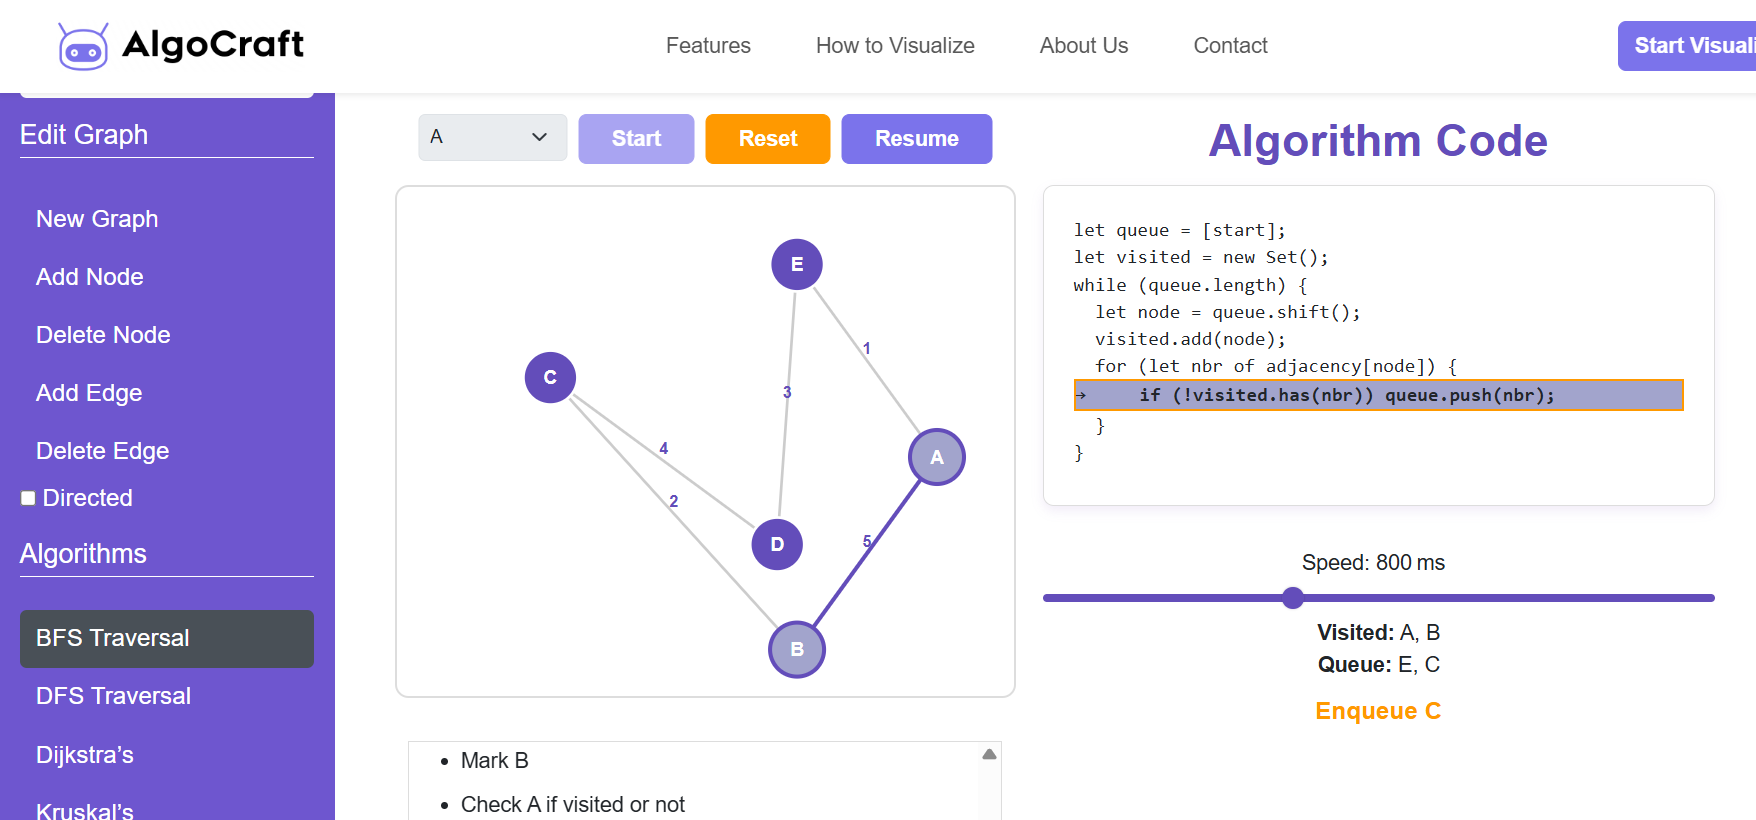 AlgoCraft
Features
How to Visualize
About Us
Contact
Start Visuali
Edit Graph
New Graph
Add Node
Delete Node
Add Edge
Delete Edge
Directed
Algorithms
BFS Traversal
DFS Traversal
Dijkstra’s
Kruskal’s
A
Start
Reset
Resume
E
1
C
3
4
A
2
D
5
B
Mark B
Check A if visited or not
Algorithm Code
let queue = [start];
let visited = new Set();
while (queue.length) {
  let node = queue.shift();
  visited.add(node);
  for (let nbr of adjacency[node]) {
→     if (!visited.has(nbr)) queue.push(nbr);
  }
}
Speed: 800 ms
Visited: A, B
Queue: E, C
Enqueue C